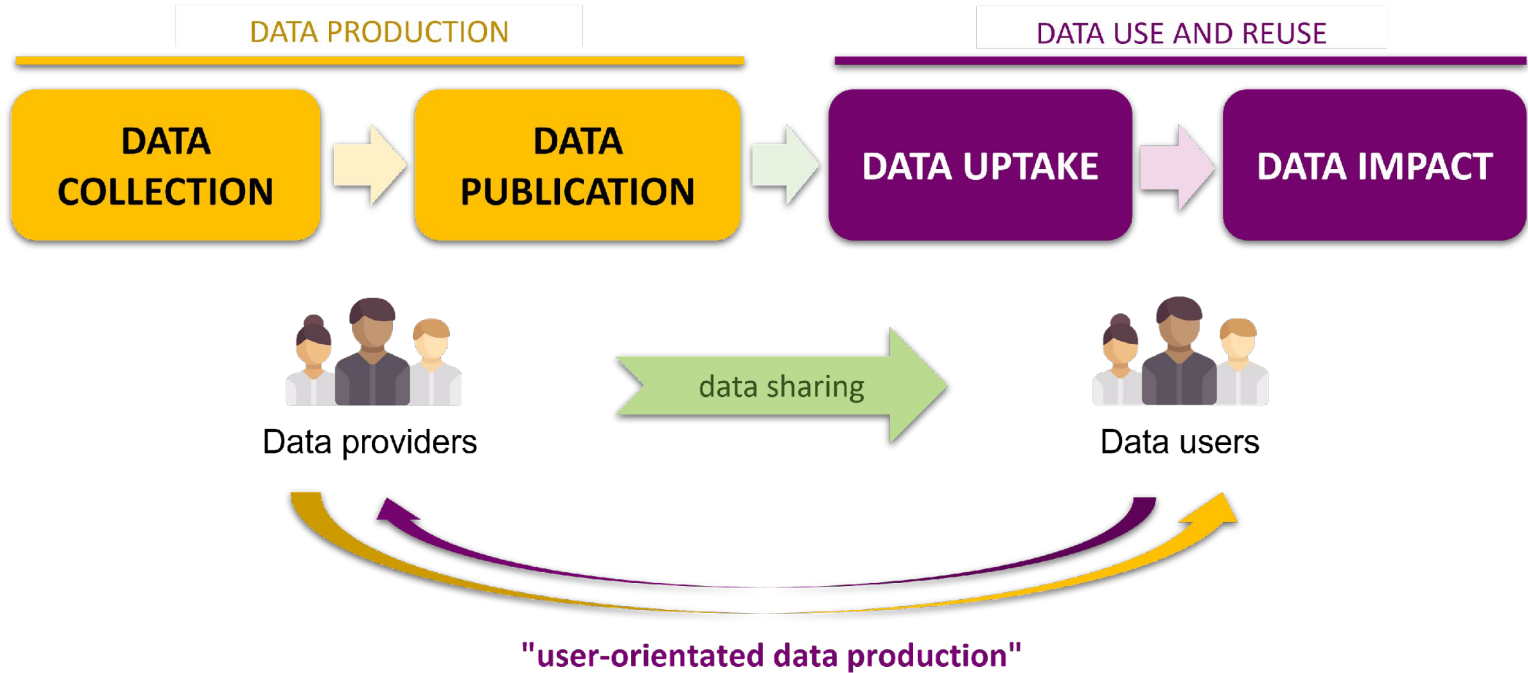 DATA PRODUCTION
DATA USE AND REUSE
DATA
COLLECTION
DATA
PUBLICATION
DATA UPTAKE
DATA IMPACT
data sharing
Data providers
Data users
"user-orientated data production"